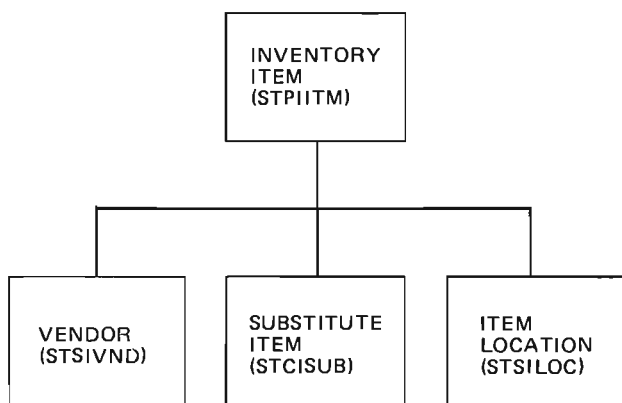 INVENTORY
ITEM
(STPIITM)
VENDOR
(STSIVND)
SUBSTITUTE
ITEM
(STCISUB)
ITEM
LOCATION
(STSILOC)